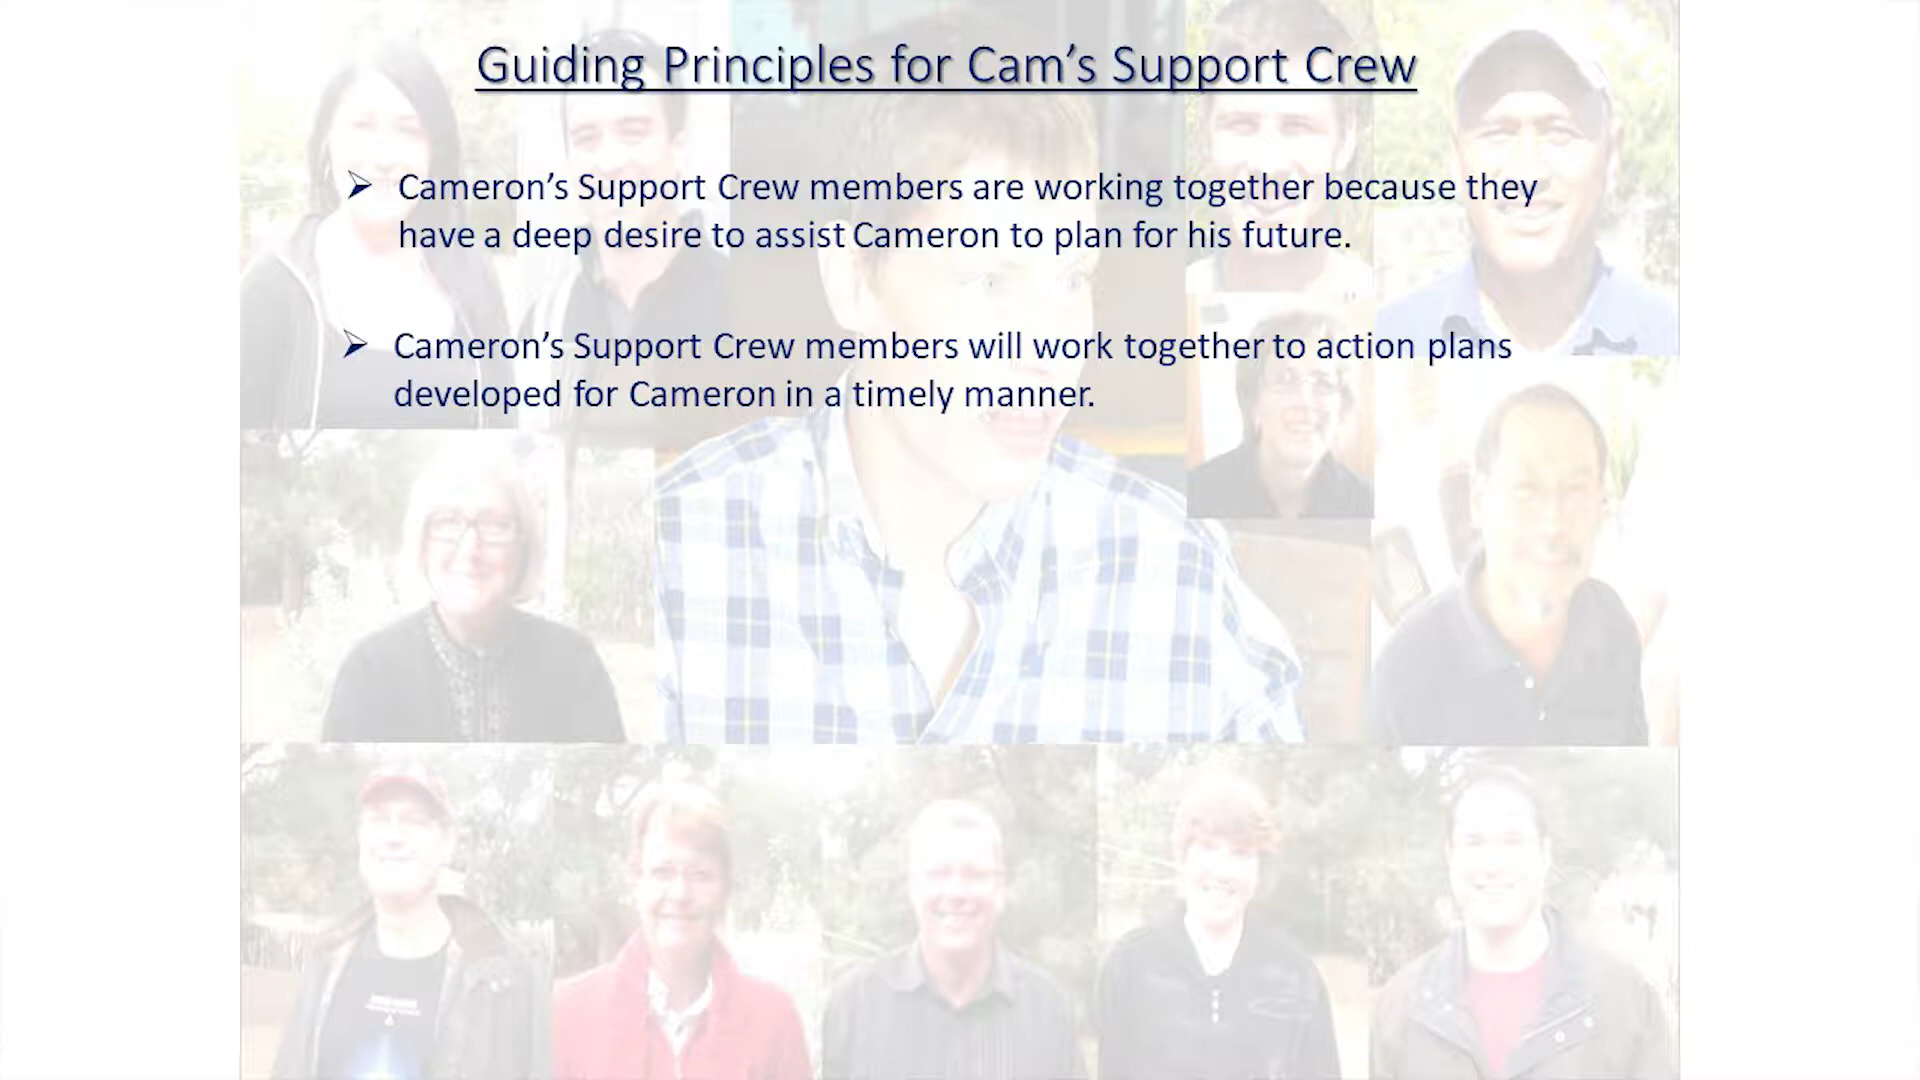 Guiding Principles for Cam's Support Crew
Cameron's Support Crew members are working together because they
have a deep desire to assist Cameron to plan for his future.
Cameron's Support Crew members will work together to action plans
developed for Cameron in a timely manner.